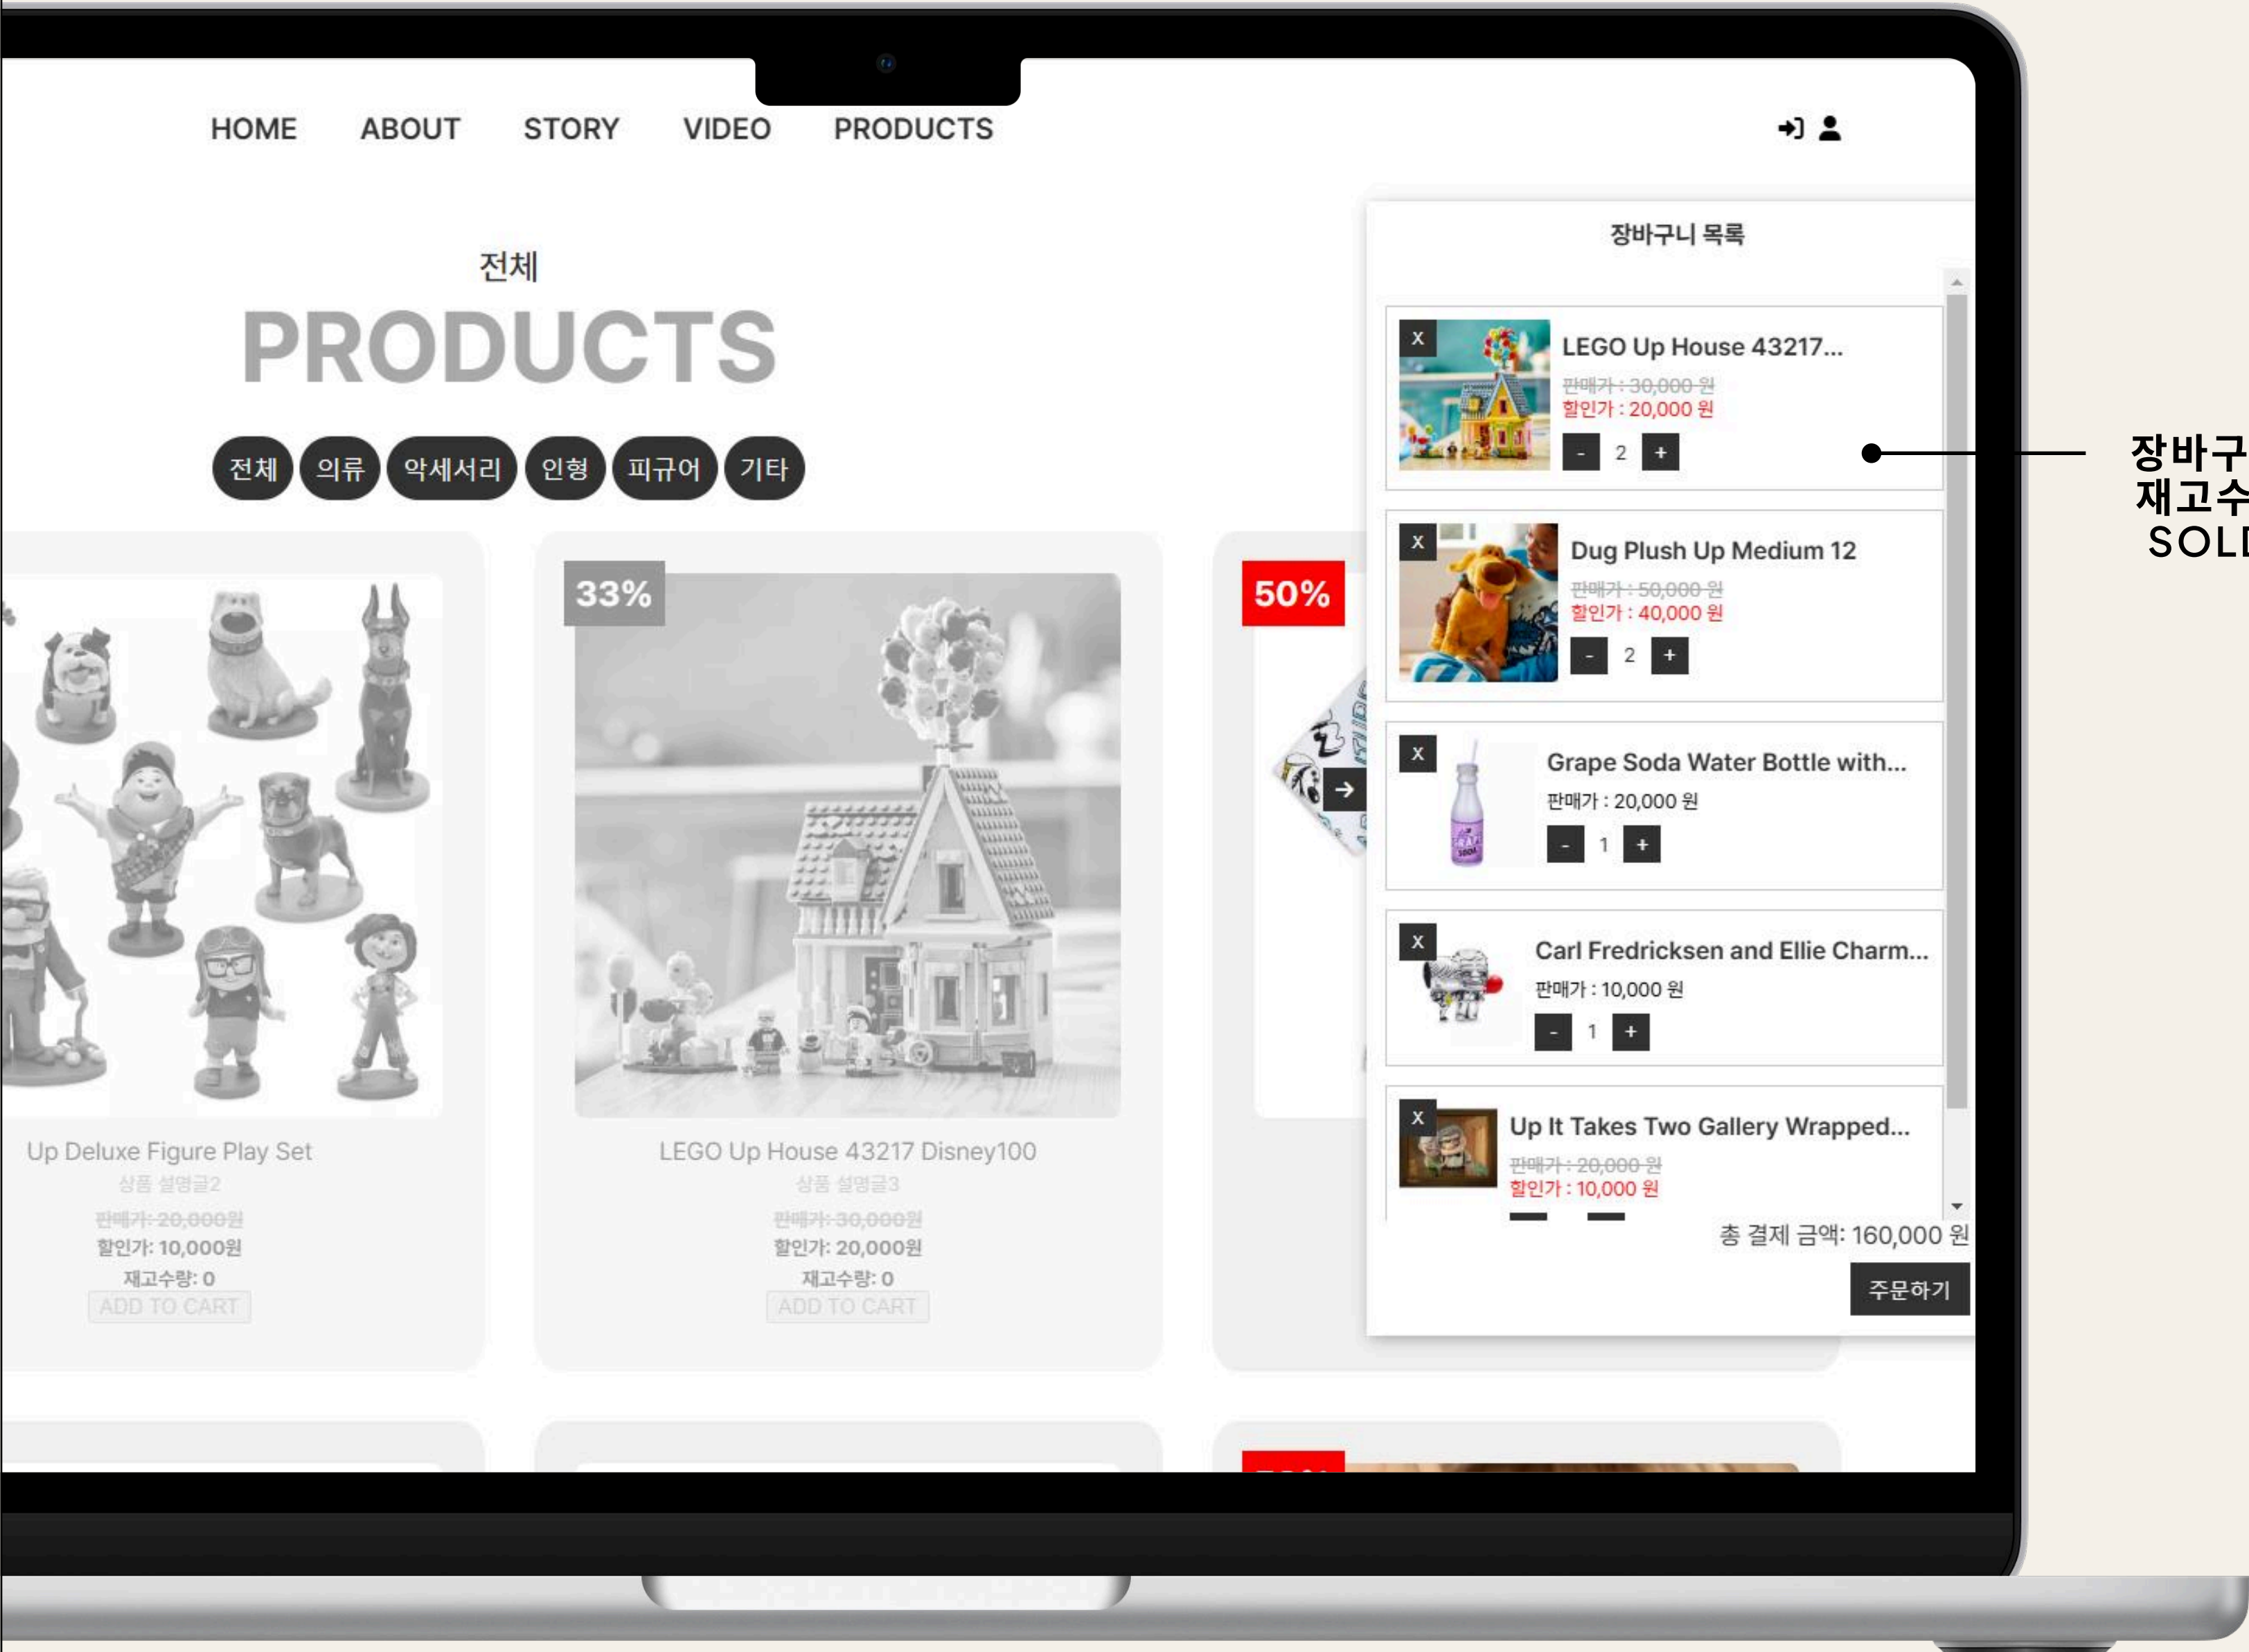 HOME ABOUT STORY VIDEO PRODUCTS
전체
PRODUCTS
전체 의류 악세서리 인형 피규어 기타
Up Deluxe Figure Play Set
상품 설명글2
판매가: 20,000원
할인가: 10,000원
재고수량: 0
ADD TO CART
33%
LEGO Up House 43217 Disney100
상품 설명글3
판매가: 30,000원
할인가: 20,000원
재고수량: 0
ADD TO CART
50%
장바구니 목록
X
LEGO Up House 43217...
판매가 : 30,000 원
할인가 : 20,000 원
- 2 +
X
Dug Plush Up Medium 12
판매가 : 50,000 원
할인가 : 40,000 원
- 2 +
X
Grape Soda Water Bottle with...
판매가 : 20,000 원
- 1 +
X
Carl Fredricksen and Ellie Charm...
판매가 : 10,000 원
- 1 +
X
Up It Takes Two Gallery Wrapped...
판매가 : 20,000 원
할인가 : 10,000 원
총 결제 금액: 160,000 원
주문하기
장바구
재고수
SOLD